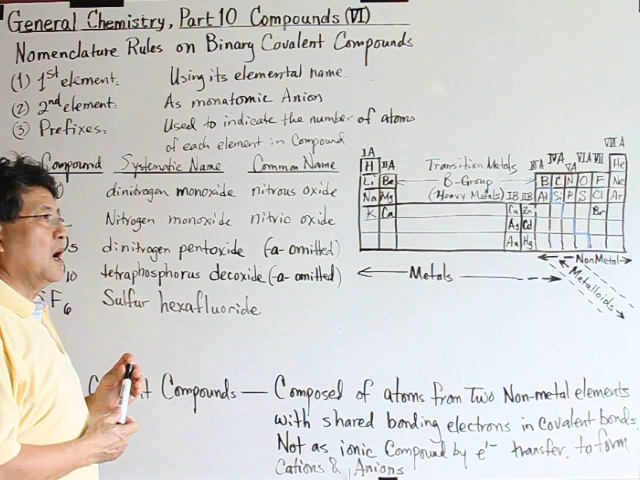 General Chemistry, Part 10 Compounds (VI)
Nomenclature Rules on Binary Covalent Compounds
(1) 1st element: Using its elemental name.
(2) 2nd element: As monatomic Anion
(3) Prefixes: Used to indicate the number of atoms
of each element in Compound
Compound Systematic Name Common Name
dinitrogen monoxide nitrous oxide
Nitrogen monoxide nitric oxide
5 dinitrogen pentoxide (-a- omitted)
10 tetraphosphorus decoxide (-a- omitted)
F6 Sulfur hexafluoride
IA VIIIA
H IIA Transition Metals IIIA IVA VA VIA VII He
Li Be B-Group B C N O F Ne
Na Mg (Heavy Metals) IB IIB Al Si P S Cl Ar
K Ca Cu Zn Br
Ag Cd
Au Hg
Metals NonMetal
Metalloids
Compounds — Composed of atoms from Two Non-metal elements
with shared bonding electrons in covalent bonds.
Not as ionic Compound by e1- transfer to form
Cations & Anions